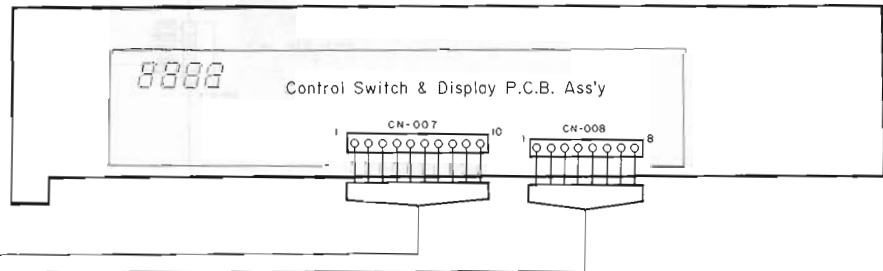 8888
Control Switch & Display P.C.B. Ass'y
1 CN-007 10
1 CN-008 8